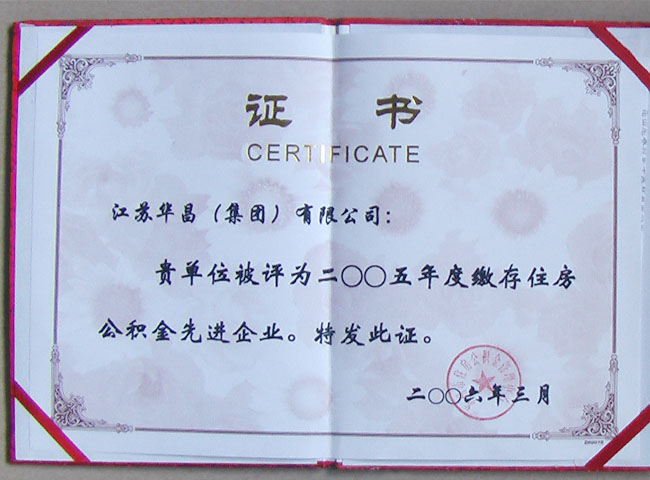 证书
CERTIFICATE
江苏华昌（集团）有限公司：
贵单位被评为二〇〇五年度缴存住房
公积金先进企业。特发此证。
二〇〇六年三月